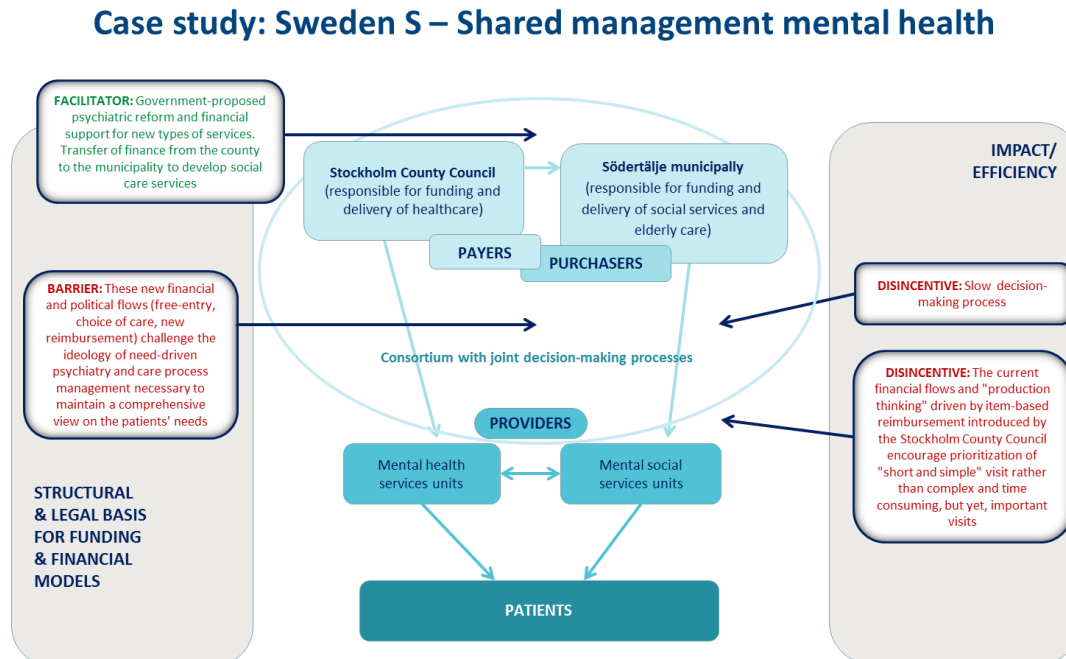 Case study: Sweden S – Shared management mental health
FACILITATOR: Government-proposed
psychiatric reform and financial
support for new types of services.
Transfer of finance from the county
to the municipality to develop social
care services
Stockholm County Council
(responsible for funding and
delivery of healthcare)
Södertälje municipally
(responsible for funding and
delivery of social services and
elderly care)
IMPACT/
EFFICIENCY
PAYERS
PURCHASERS
BARRIER: These new financial
and political flows (free-entry,
choice of care, new
reimbursement) challenge the
ideology of need-driven
psychiatry and care process
management necessary to
maintain a comprehensive
view on the patients' needs
DISINCENTIVE: Slow decision-
making process
Consortium with joint decision-making processes
DISINCENTIVE: The current
financial flows and "production
thinking" driven by item-based
reimbursement introduced by
the Stockholm County Council
encourage prioritization of
"short and simple" visit rather
than complex and time
consuming, but yet, important
visits
PROVIDERS
Mental health
services units
Mental social
services units
STRUCTURAL
& LEGAL BASIS
FOR FUNDING
& FINANCIAL
MODELS
PATIENTS